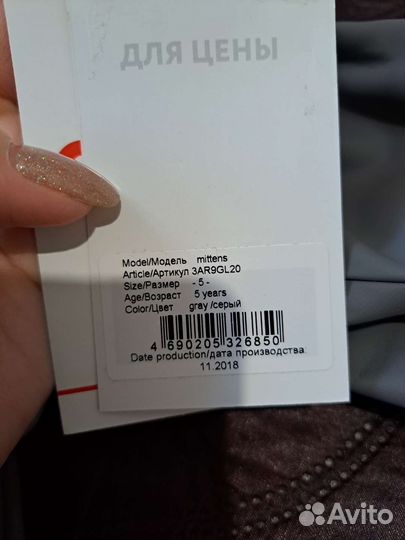 ДЛЯ ЦЕНЫ
Model/Модель mittens
Article/Артикул 3AR9GL20
Size/Размер - 5 -
Age/Возраст 5 years
Color/Цвет gray /серый
4 690205 326850
Date production/дата производства:
11.2018
Avito